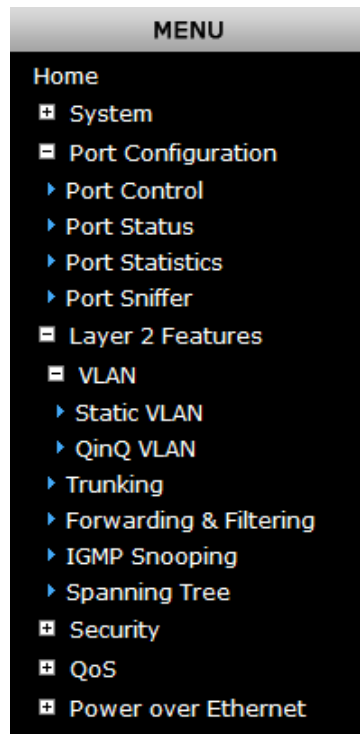 MENU
Home
System
Port Configuration
Port Control
Port Status
Port Statistics
Port Sniffer
Layer 2 Features
VLAN
Static VLAN
QinQ VLAN
Trunking
Forwarding & Filtering
IGMP Snooping
Spanning Tree
Security
QoS
Power over Ethernet